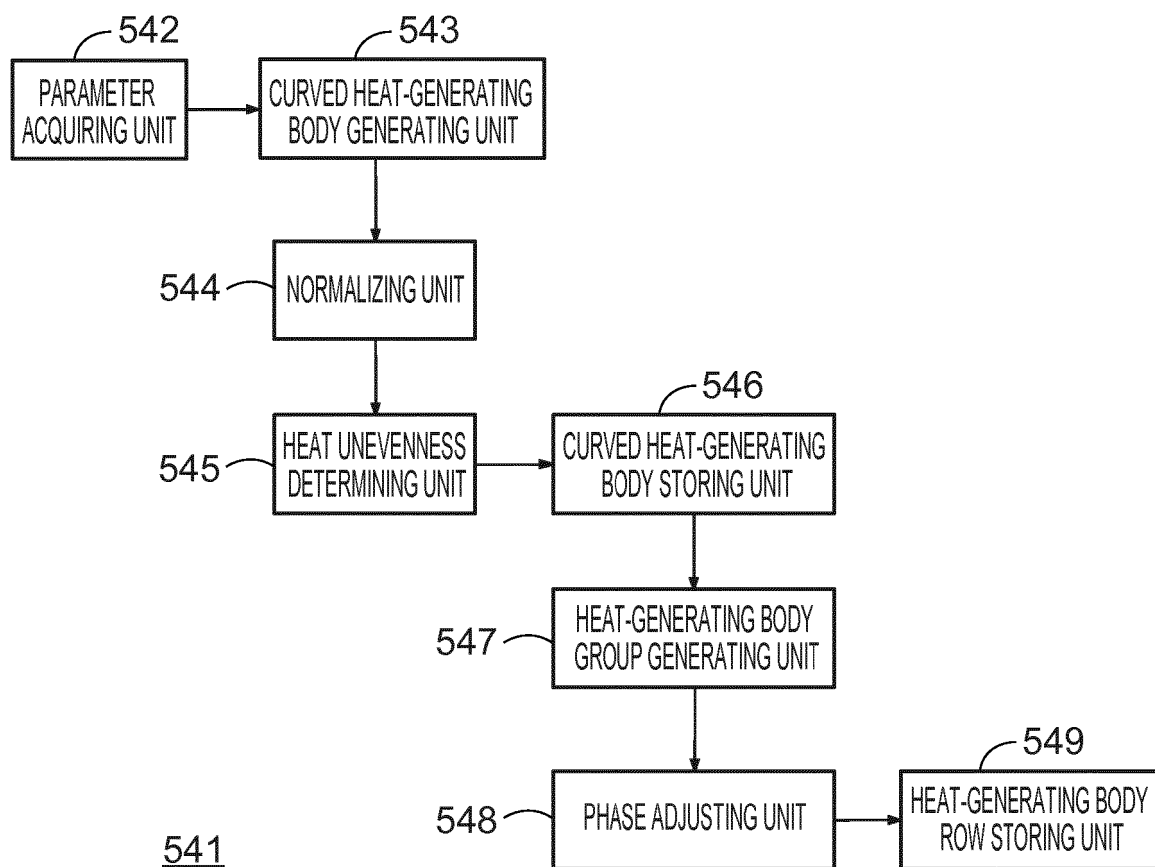 542
543
PARAMETER
ACQUIRING UNIT
CURVED HEAT-GENERATING
BODY GENERATING UNIT
544
NORMALIZING UNIT
546
545
HEAT UNEVENNESS
DETERMINING UNIT
CURVED HEAT-GENERATING
BODY STORING UNIT
547
HEAT-GENERATING BODY
GROUP GENERATING UNIT
549
548
PHASE ADJUSTING UNIT
HEAT-GENERATING BODY
ROW STORING UNIT
541